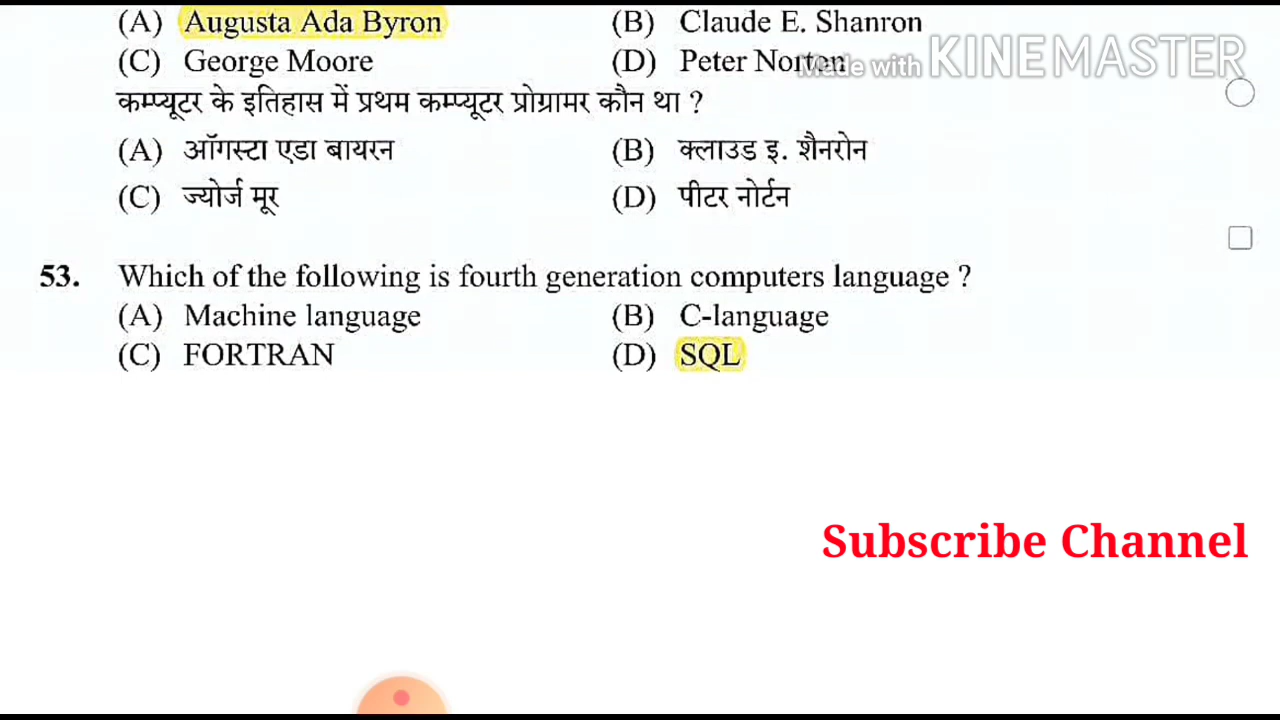 (A) Augusta Ada Byron (B) Claude E. Shanron
(C) George Moore (D) Peter Norten
Made with KINEMASTER
कम्प्यूटर के इतिहास में प्रथम कम्प्यूटर प्रोग्रामर कौन था ?
(A) ऑगस्टा एडा बायरन (B) क्लाउड इ. शैनरोन
(C) ज्योर्ज मूर (D) पीटर नोर्टन
53. Which of the following is fourth generation computers language ?
(A) Machine language (B) C-language
(C) FORTRAN (D) SQL
Subscribe Channel